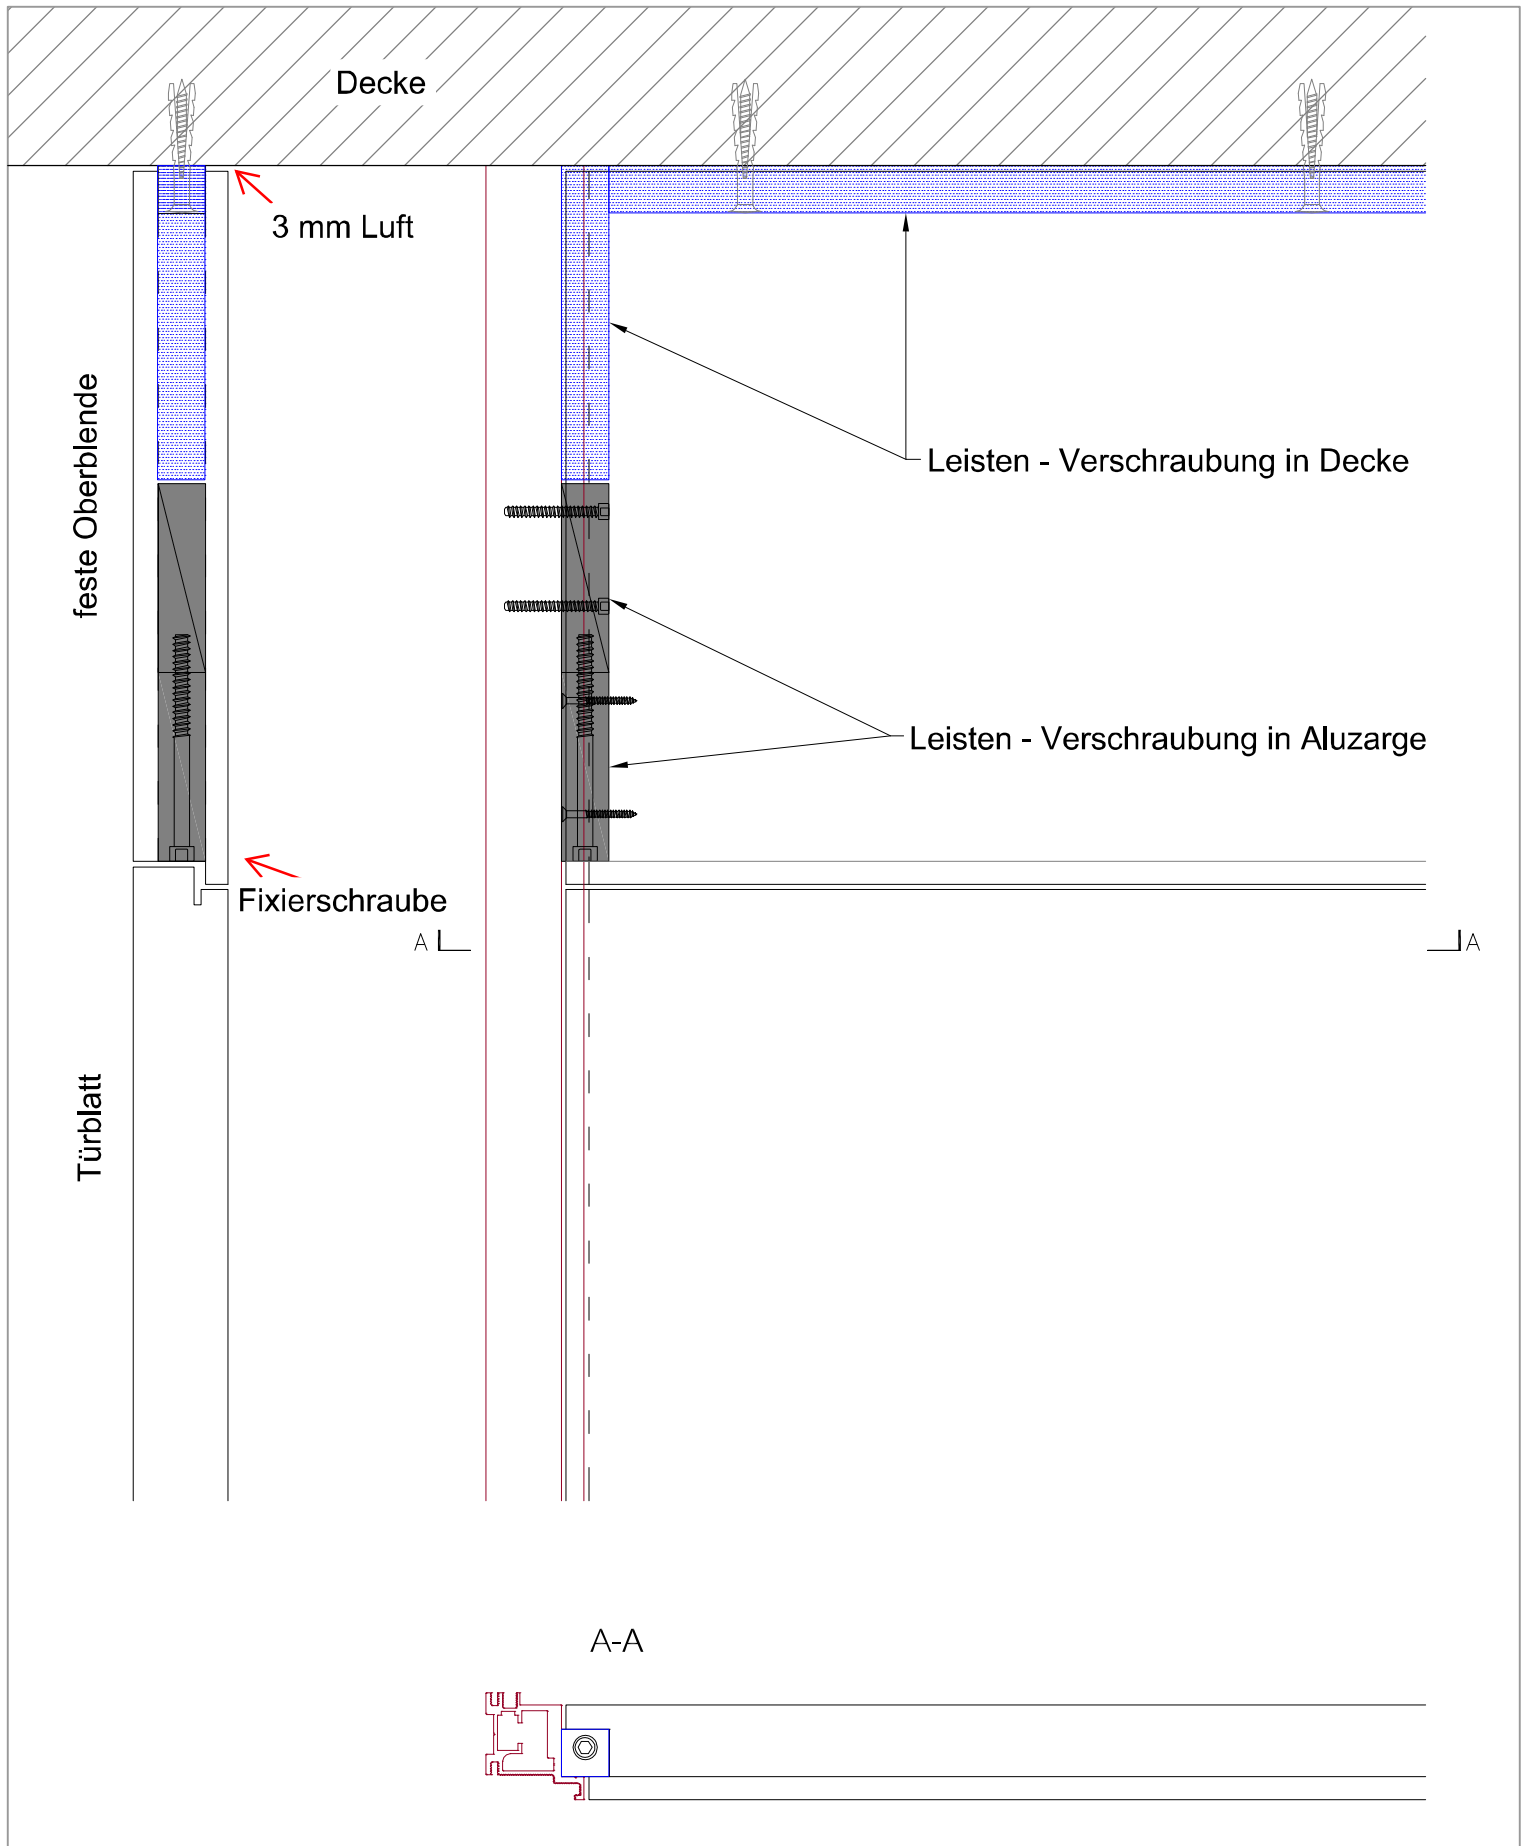 Decke
3 mm Luft
feste Oberblende
Leisten - Verschraubung in Decke
Leisten - Verschraubung in Aluzarge
Fixierschraube
A
A
Türblatt
A-A